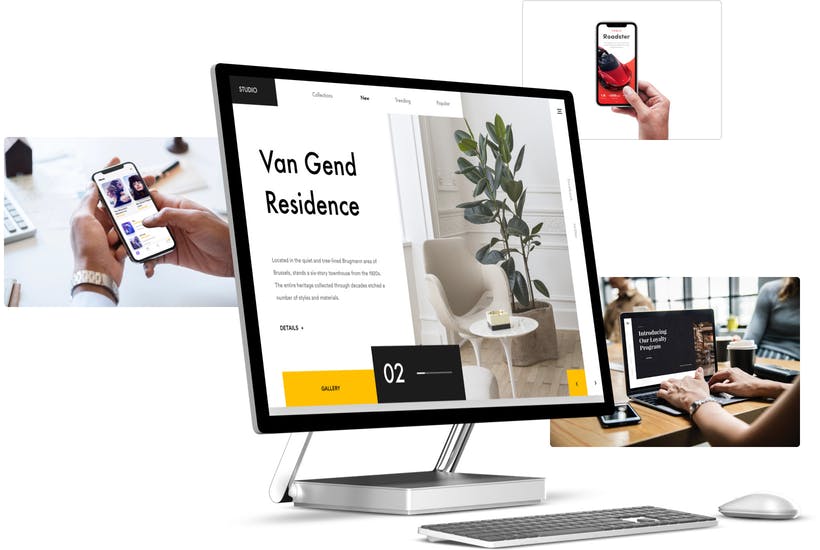 STUDIO
Collections
New
Trending
Popular
Van Gend
Residence
Located in the quiet and tree-lined Brugmann area of
Brussels, stands a six-story townhouse from the 1920s.
The entire heritage collected through decades etched a
number of styles and materials.
DETAILS +
GALLERY
02
Roadster
Introducing
Our Loyalty
Program